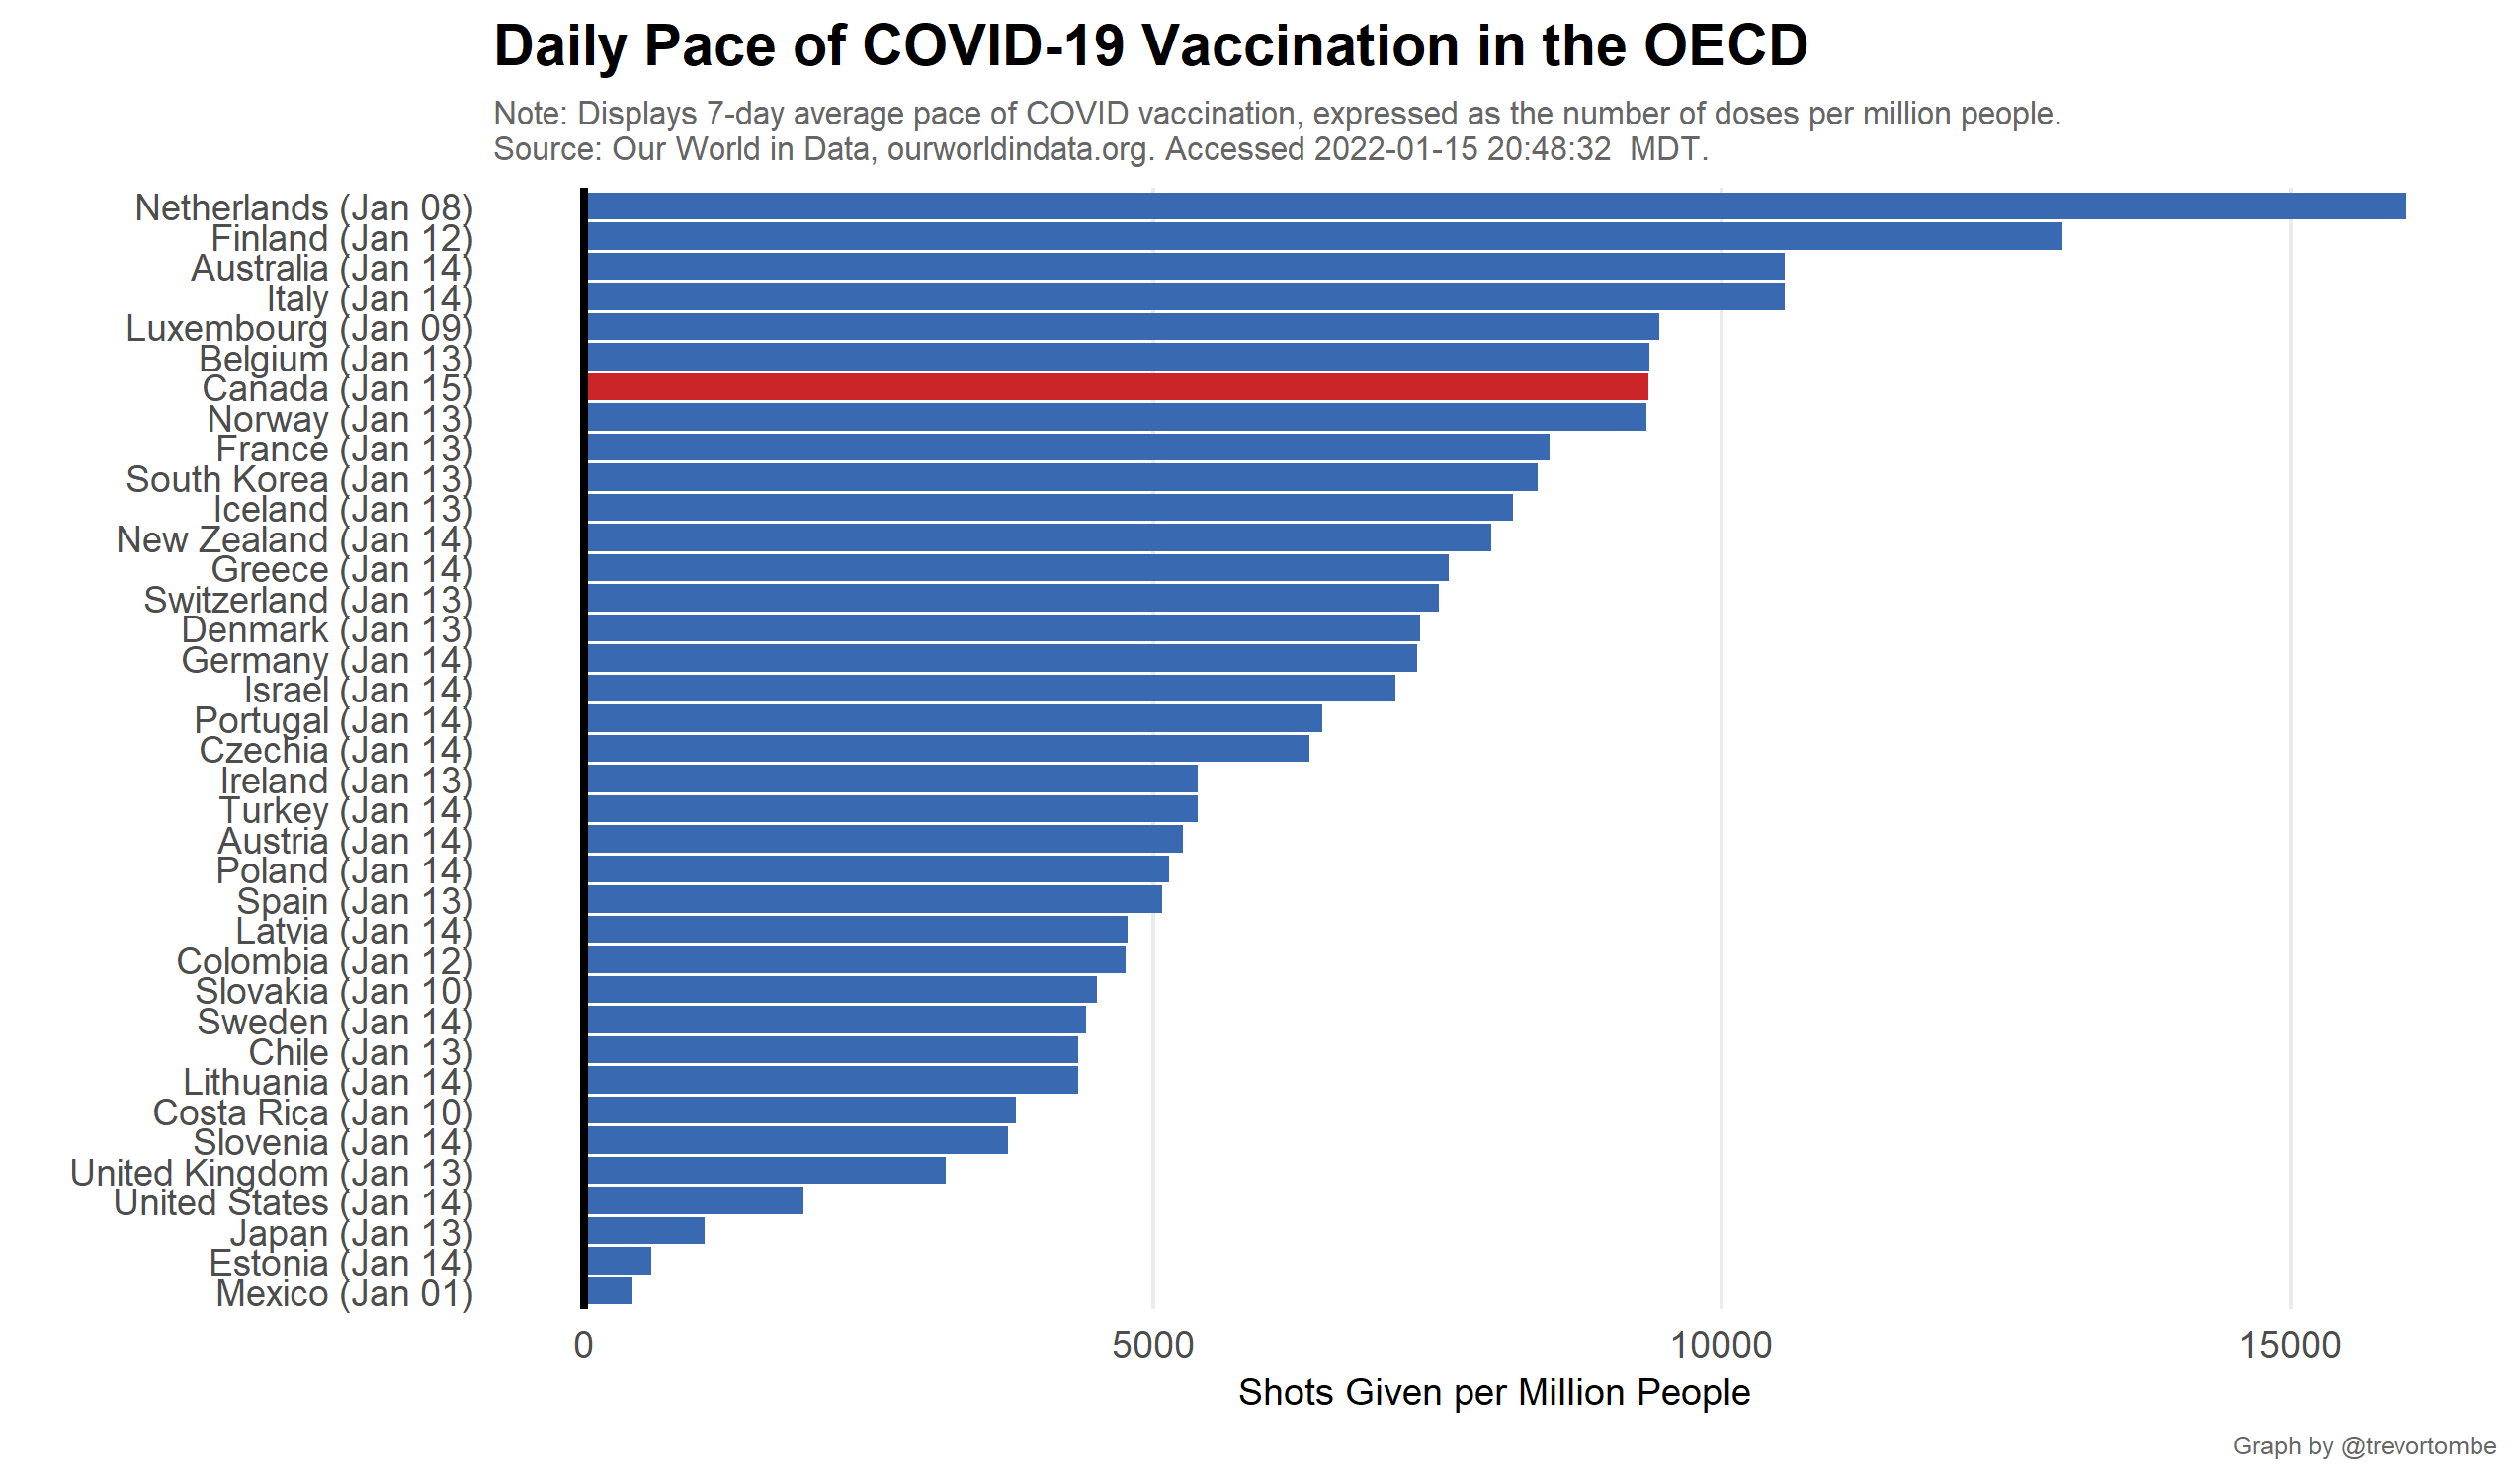 Daily Pace of COVID-19 Vaccination in the OECD
Note: Displays 7-day average pace of COVID vaccination, expressed as the number of doses per million people.
Source: Our World in Data, ourworldindata.org. Accessed 2022-01-15 20:48:32  MDT.
Netherlands (Jan 08)
Finland (Jan 12)
Australia (Jan 14)
Italy (Jan 14)
Luxembourg (Jan 09)
Belgium (Jan 13)
Canada (Jan 15)
Norway (Jan 13)
France (Jan 13)
South Korea (Jan 13)
Iceland (Jan 13)
New Zealand (Jan 14)
Greece (Jan 14)
Switzerland (Jan 13)
Denmark (Jan 13)
Germany (Jan 14)
Israel (Jan 14)
Portugal (Jan 14)
Czechia (Jan 14)
Ireland (Jan 13)
Turkey (Jan 14)
Austria (Jan 14)
Poland (Jan 14)
Spain (Jan 13)
Latvia (Jan 14)
Colombia (Jan 12)
Slovakia (Jan 10)
Sweden (Jan 14)
Chile (Jan 13)
Lithuania (Jan 14)
Costa Rica (Jan 10)
Slovenia (Jan 14)
United Kingdom (Jan 13)
United States (Jan 14)
Japan (Jan 13)
Estonia (Jan 14)
Mexico (Jan 01)
0 5000 10000 15000
Shots Given per Million People
Graph by @trevortombe